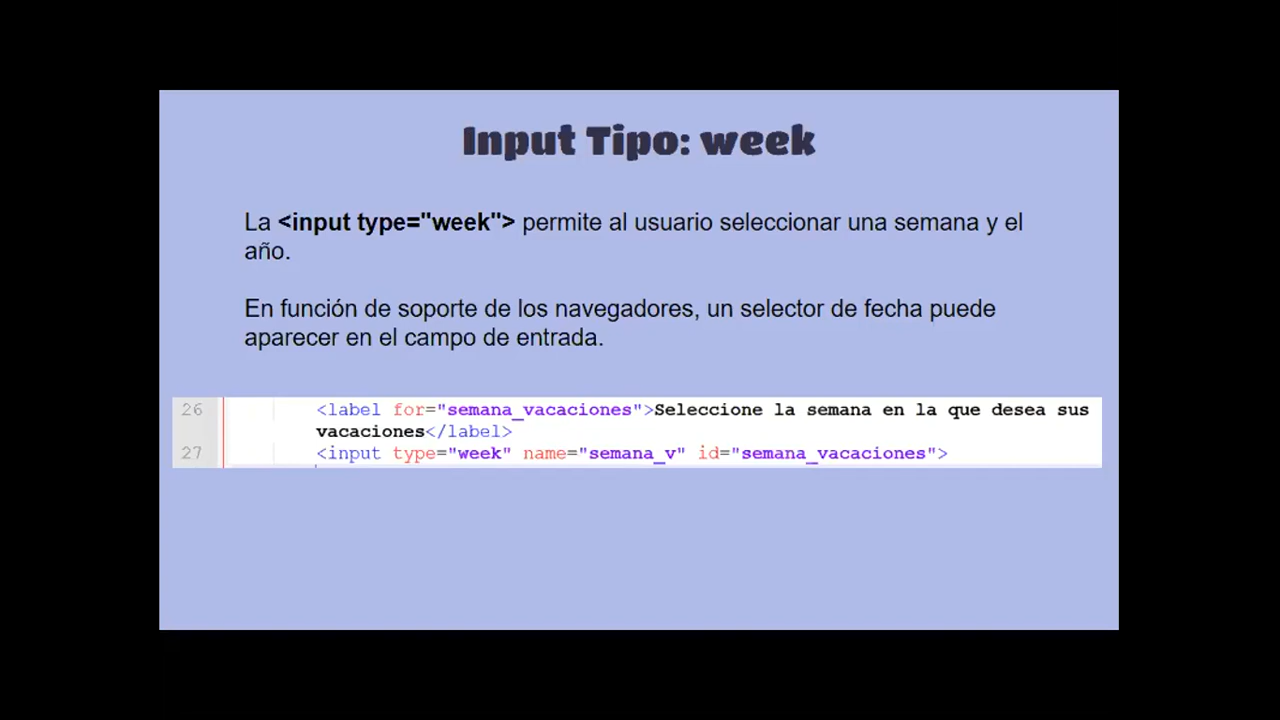 Input Tipo: week
La <input type="week"> permite al usuario seleccionar una semana y el
año.
En función de soporte de los navegadores, un selector de fecha puede
aparecer en el campo de entrada.
26 <label for="semana_vacaciones">Seleccione la semana en la que desea sus
vacaciones</label>
27 <input type="week" name="semana_v" id="semana_vacaciones">